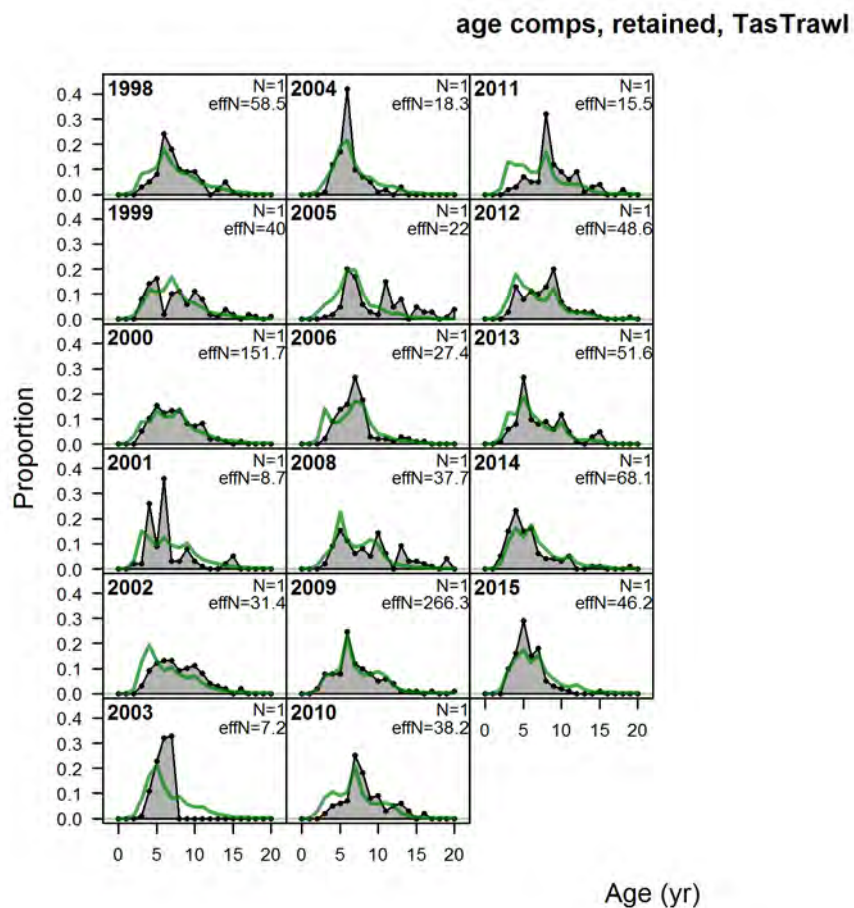 age comps, retained, TasTrawl
1998 N=1 effN=58.5
2004 N=1 effN=18.3
2011 N=1 effN=15.5
1999 N=1 effN=40
2005 N=1 effN=22
2012 N=1 effN=48.6
2000 N=1 effN=151.7
2006 N=1 effN=27.4
2013 N=1 effN=51.6
2001 N=1 effN=8.7
2008 N=1 effN=37.7
2014 N=1 effN=68.1
2002 N=1 effN=31.4
2009 N=1 effN=266.3
2015 N=1 effN=46.2
2003 N=1 effN=7.2
2010 N=1 effN=38.2
0.4
0.3
0.2
0.1
0.0
0.4
0.3
0.2
0.1
0.0
0.4
0.3
0.2
0.1
0.0
0.4
0.3
0.2
0.1
0.0
0.4
0.3
0.2
0.1
0.0
0.4
0.3
0.2
0.1
0.0
Proportion
0 5 10 15 20
0 5 10 15 20
0 5 10 15 20
Age (yr)